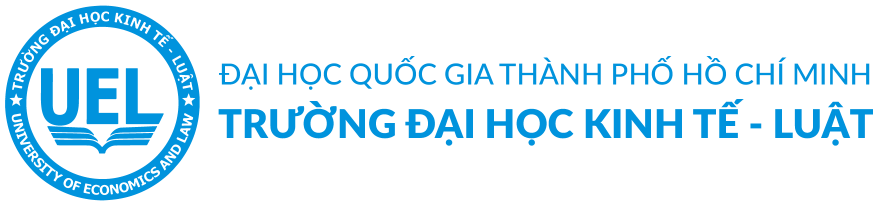 TRƯỜNG ĐẠI HỌC KINH TẾ - LUẬT
UEL
UNIVERSITY OF ECONOMICS AND LAW
ĐẠI HỌC QUỐC GIA THÀNH PHỐ HỒ CHÍ MINH
TRƯỜNG ĐẠI HỌC KINH TẾ - LUẬT